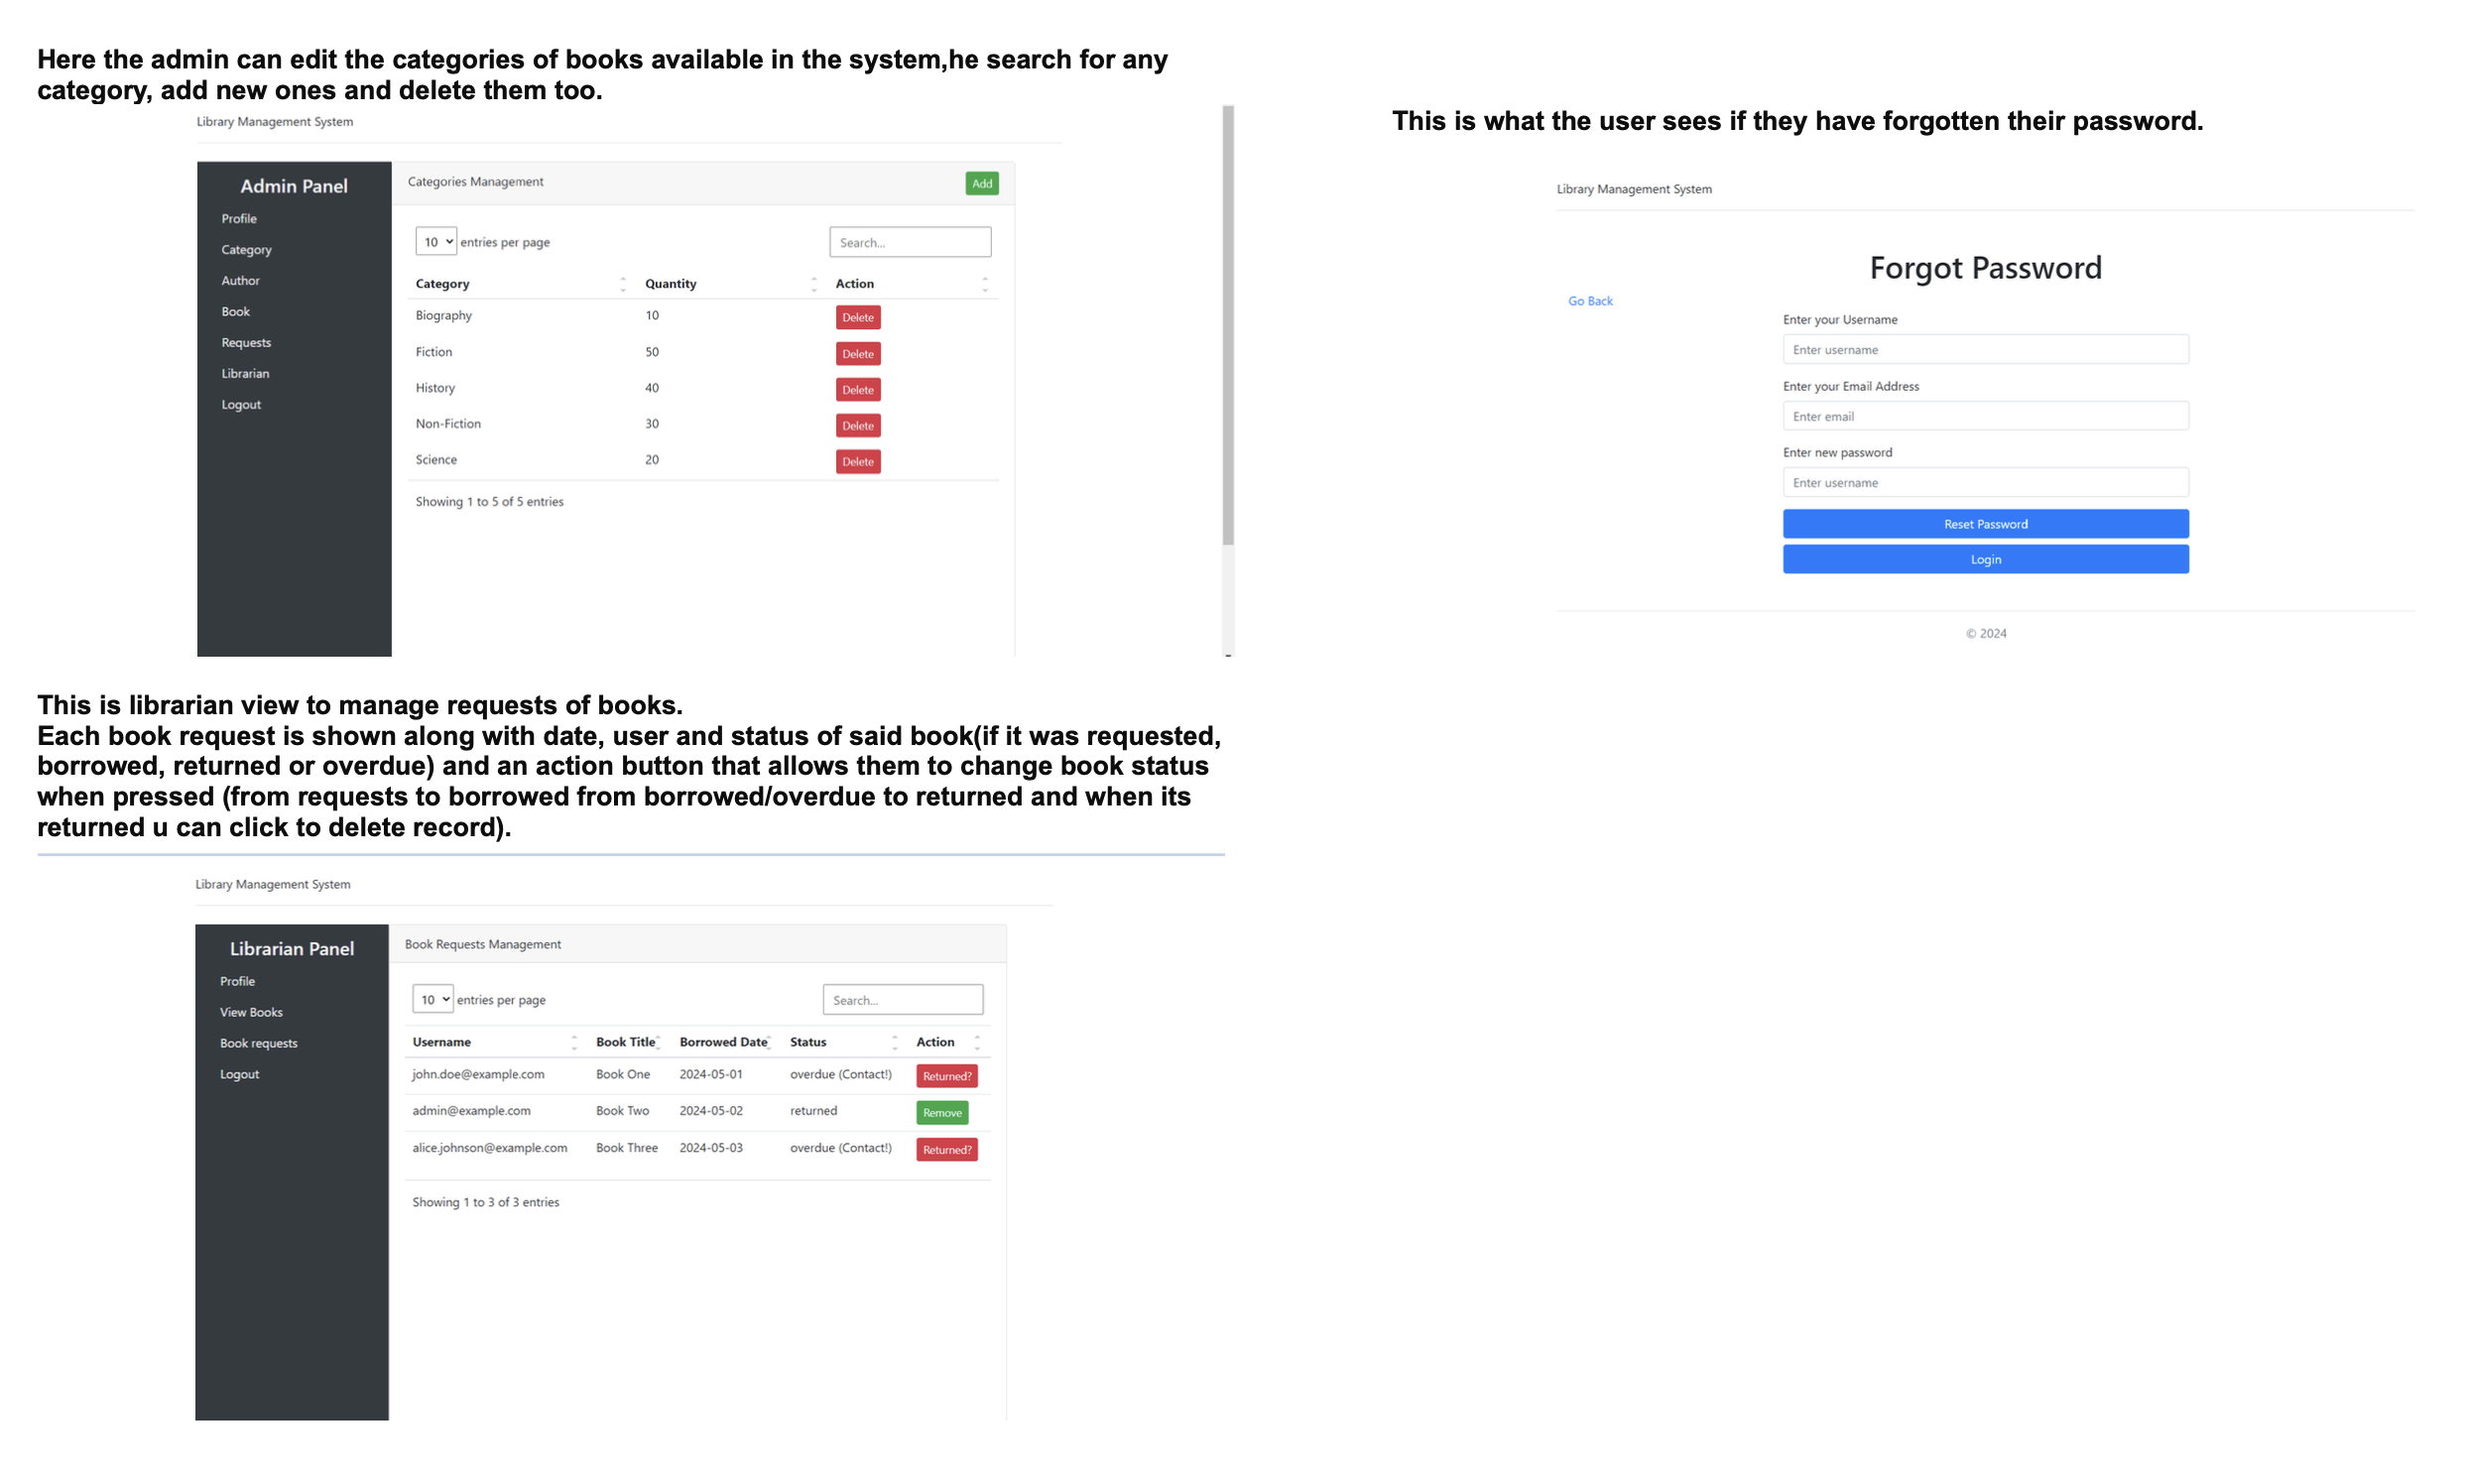 Here the admin can edit the categories of books available in the system,he search for any
category, add new ones and delete them too.
Library Management System
Admin Panel
Profile
Category
Author
Book
Requests
Librarian
Logout
Categories Management
Add
10 entries per page
Search...
Category Quantity Action
Biography 10 Delete
Fiction 50 Delete
History 40 Delete
Non-Fiction 30 Delete
Science 20 Delete
Showing 1 to 5 of 5 entries
This is what the user sees if they have forgotten their password.
Library Management System
Forgot Password
Go Back
Enter your Username
Enter username
Enter your Email Address
Enter email
Enter new password
Enter username
Reset Password
Login
© 2024
This is librarian view to manage requests of books.
Each book request is shown along with date, user and status of said book(if it was requested,
borrowed, returned or overdue) and an action button that allows them to change book status
when pressed (from requests to borrowed from borrowed/overdue to returned and when its
returned u can click to delete record).
Library Management System
Librarian Panel
Profile
View Books
Book requests
Logout
Book Requests Management
10 entries per page
Search...
Username Book Title Borrowed Date Status Action
john.doe@example.com Book One 2024-05-01 overdue (Contact!) Returned?
admin@example.com Book Two 2024-05-02 returned Remove
alice.johnson@example.com Book Three 2024-05-03 overdue (Contact!) Returned?
Showing 1 to 3 of 3 entries